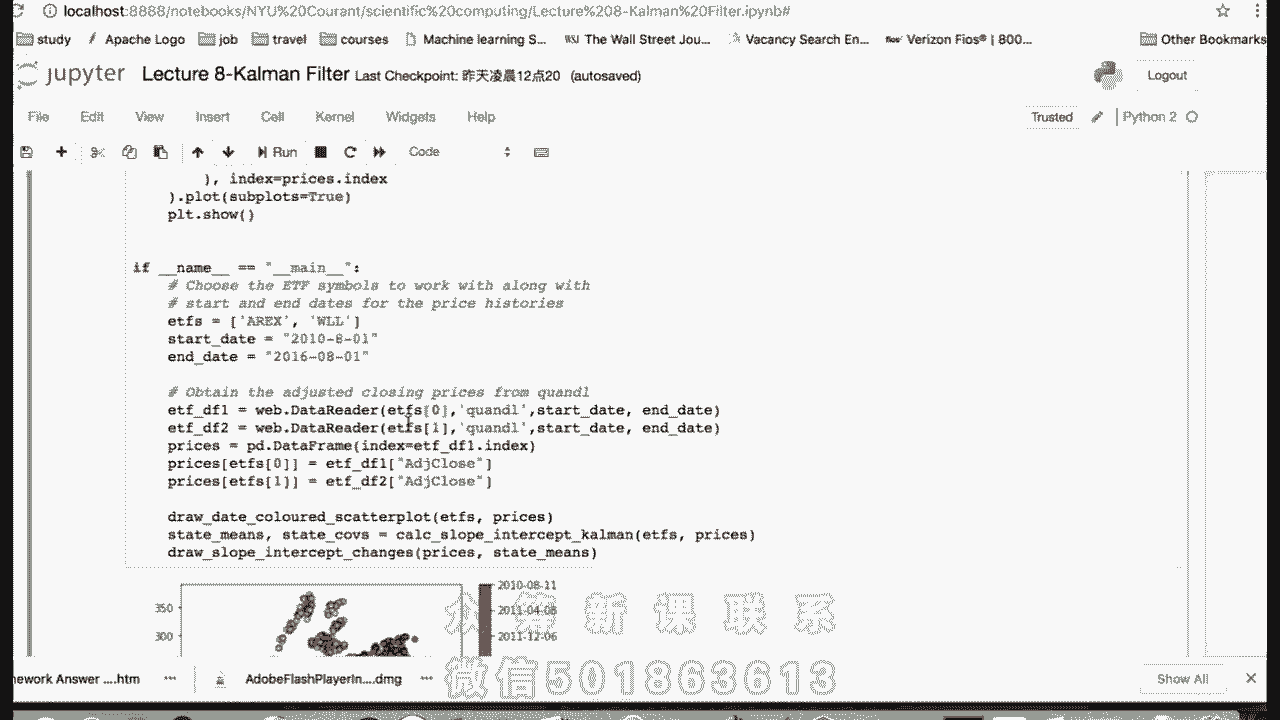 localhost:8888/notebooks/NYU%20Courant/scientific%20computing/Lecture%208-Kalman%20Filter.ipynb#
study Apache Logo job travel courses Machine learning S... The Wall Street Jou... Vacancy Search En... Verizon Fios® | 800... Other Bookmarks
jupyter Lecture 8-Kalman Filter Last Checkpoint: 昨天凌晨12点20 (autosaved) Logout
File Edit View Insert Cell Kernel Widgets Help Trusted Python 2
Run Code
), index=prices.index
).plot(subplots=True)
plt.show()
if __name__ == "__main__":
# Choose the ETF symbols to work with along with
# start and end dates for the price histories
etfs = ['AREX', 'WLL']
start_date = "2010-8-01"
end_date = "2016-08-01"
# Obtain the adjusted closing prices from quandl
etf_df1 = web.DataReader(etfs[0],'quandl',start_date, end_date)
etf_df2 = web.DataReader(etfs[1],'quandl',start_date, end_date)
prices = pd.DataFrame(index=etf_df1.index)
prices[etfs[0]] = etf_df1["AdjClose"]
prices[etfs[1]] = etf_df2["AdjClose"]
draw_date_coloured_scatterplot(etfs, prices)
state_means, state_covs = calc_slope_intercept_kalman(etfs, prices)
draw_slope_intercept_changes(prices, state_means)
2010-08-11
350
2011-04-08
300
2011-12-06
新课联系
微信501863613
ework Answer ....htm AdobeFlashPlayerIn....dmg Show All